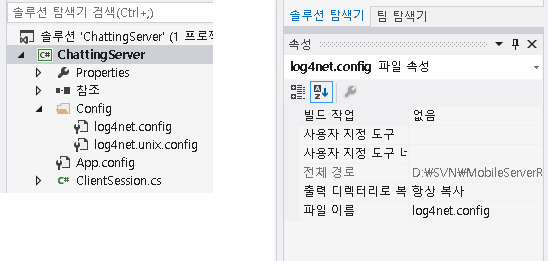 솔루션 탐색기 검색(Ctrl+;)
솔루션 'ChattingServer' (1 프로젝
C# ChattingServer
Properties
참조
Config
log4net.config
log4net.unix.config
App.config
C# ClientSession.cs
솔루션 탐색기 팀 탐색기
속성
log4net.config 파일 속성
빌드 작업 없음
사용자 지정 도구
사용자 지정 도구 네
전체 경로 D:₩SVN₩MobileServerR
출력 디렉터리로 복 항상 복사
파일 이름 log4net.config